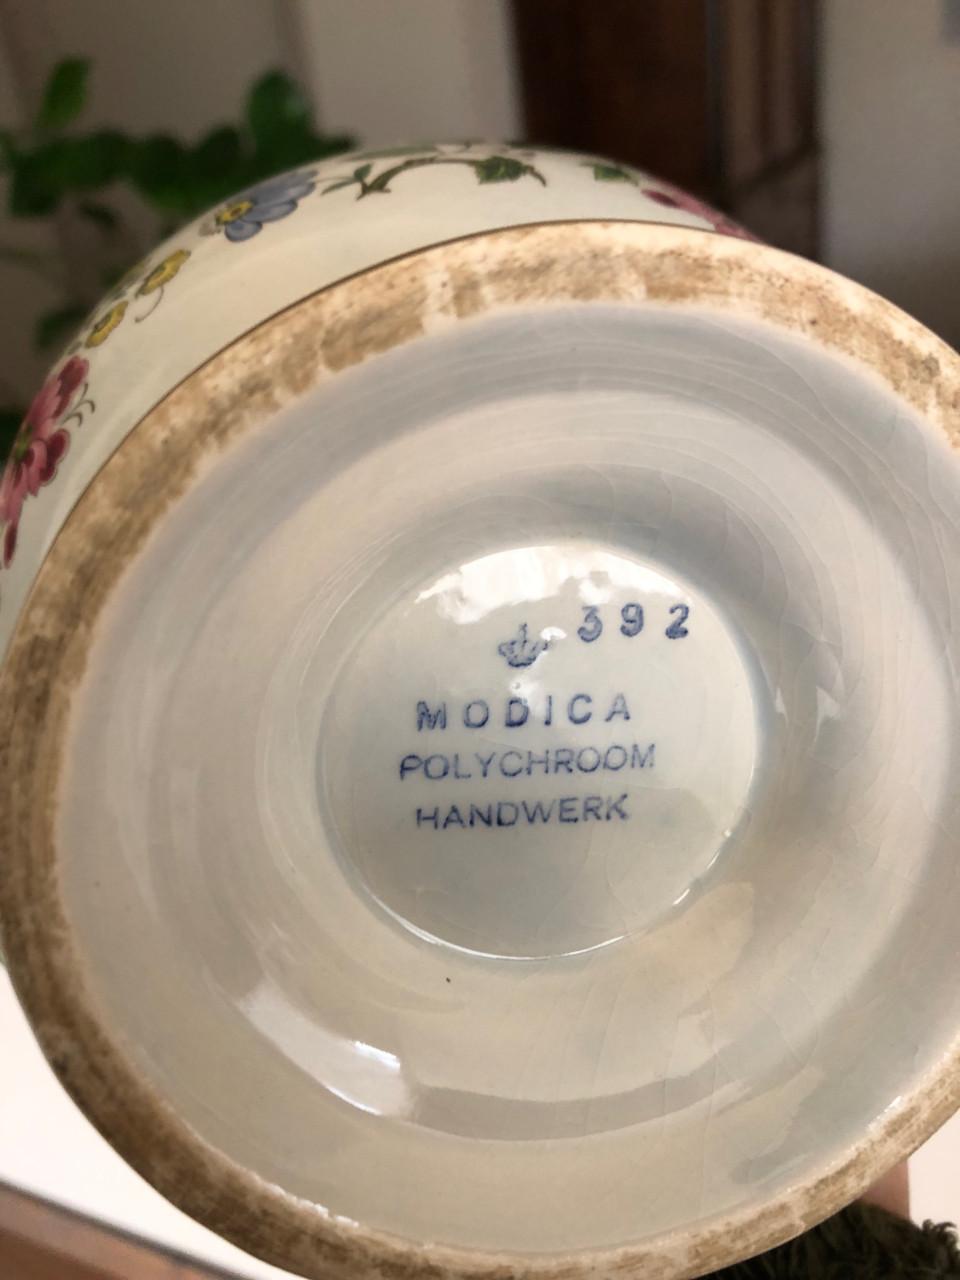 392
MODICA
POLYCHROOM
HANDWERK